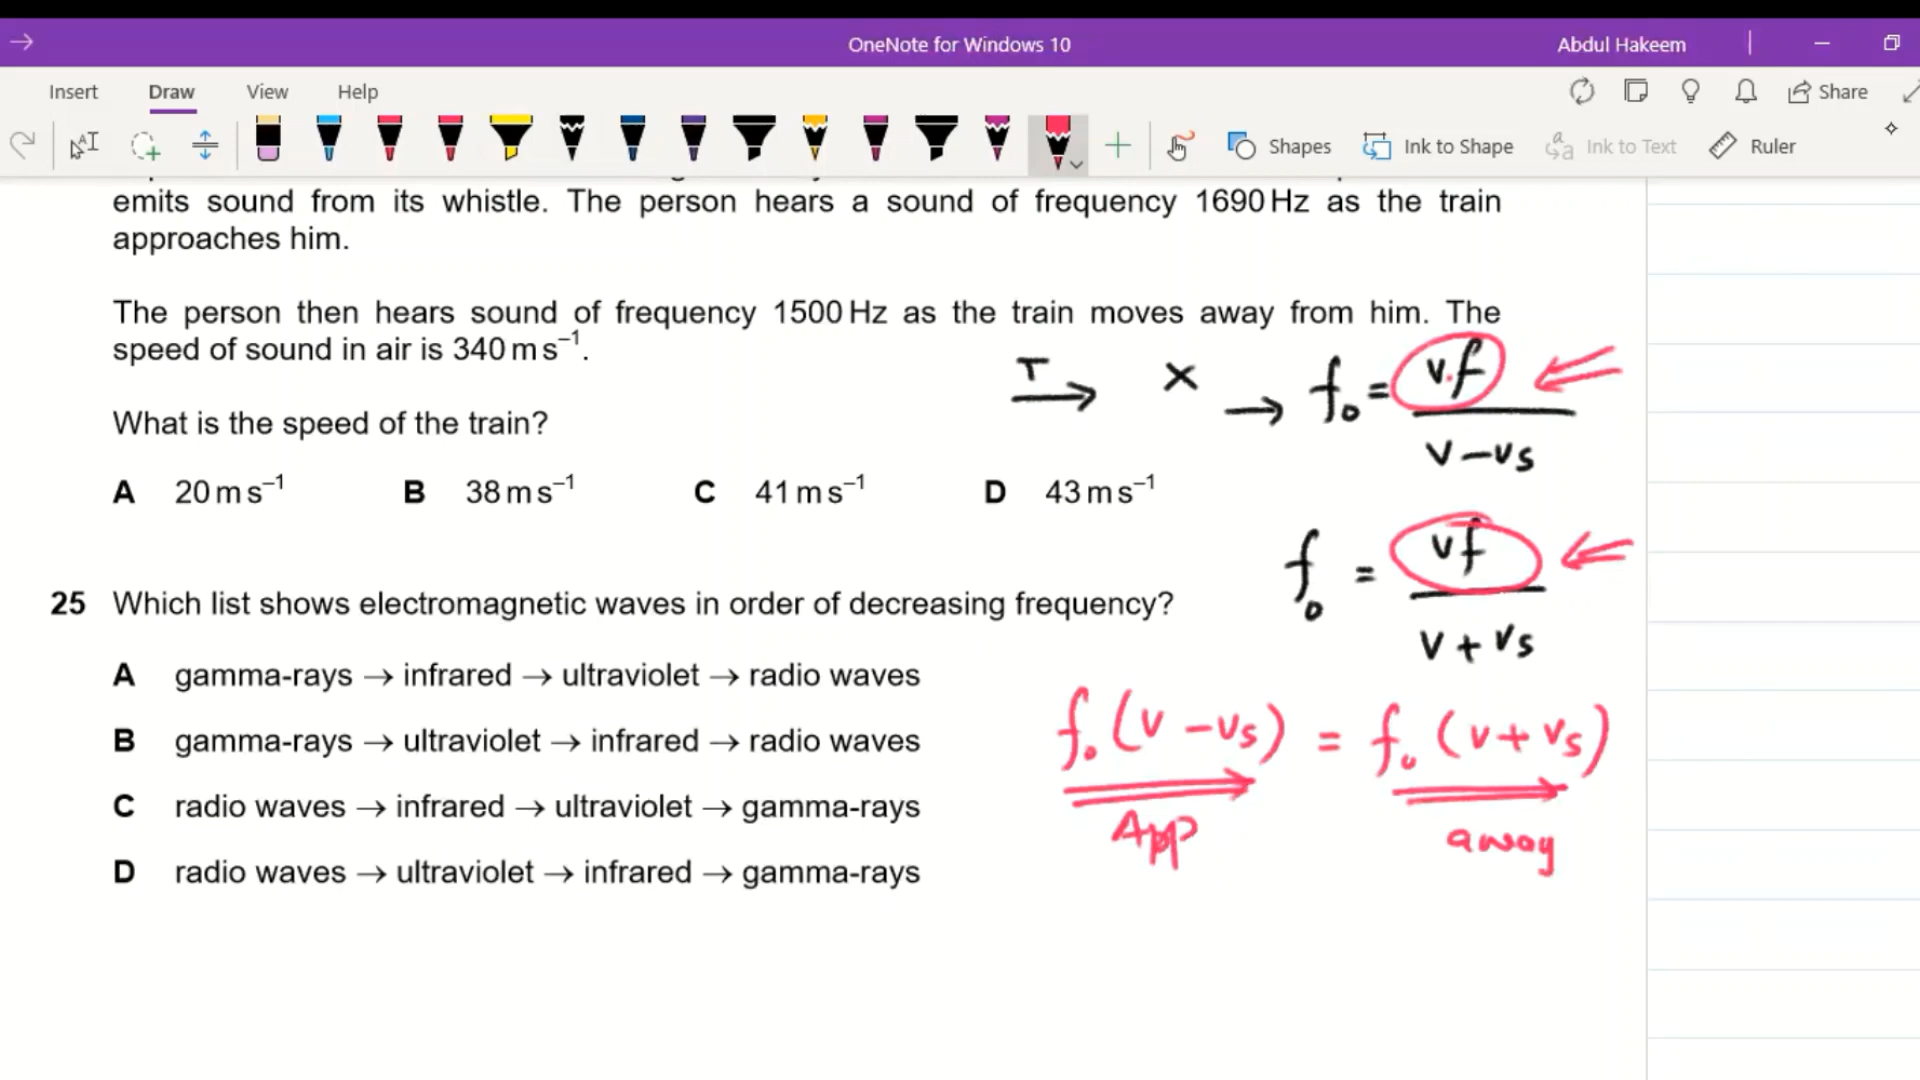 OneNote for Windows 10
Abdul Hakeem
Insert Draw View Help
Share
Shapes Ink to Shape Ink to Text Ruler
emits sound from its whistle. The person hears a sound of frequency 1690 Hz as the train
approaches him.
The person then hears sound of frequency 1500 Hz as the train moves away from him. The
speed of sound in air is 340 m s⁻¹.
What is the speed of the train?
A 20 m s⁻¹ B 38 m s⁻¹ C 41 m s⁻¹ D 43 m s⁻¹
T → × → f₀ = v.f
v - vs
f₀ = vf
v + vs
f₀ (v - vs) = f₀ (v + vs)
App away
25 Which list shows electromagnetic waves in order of decreasing frequency?
A gamma-rays → infrared → ultraviolet → radio waves
B gamma-rays → ultraviolet → infrared → radio waves
C radio waves → infrared → ultraviolet → gamma-rays
D radio waves → ultraviolet → infrared → gamma-rays